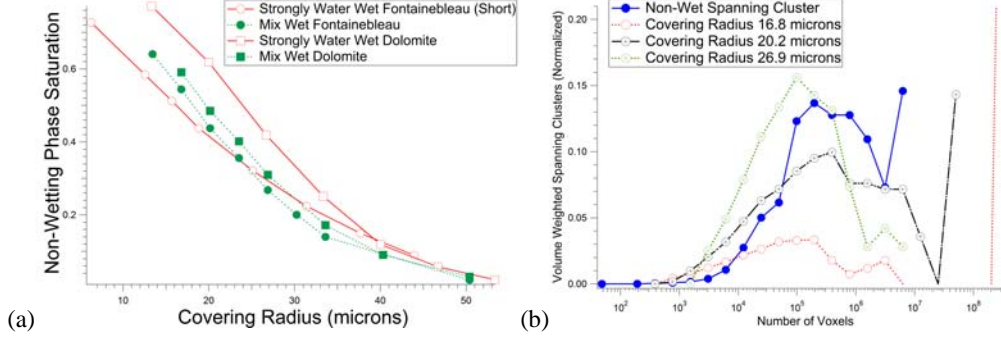 Strongly Water Wet Fontainebleau (Short)
Mix Wet Fontainebleau
Strongly Water Wet Dolomite
Mix Wet Dolomite
Non-Wetting Phase Saturation
0.6
0.4
0.2
10 20 30 40 50
Covering Radius (microns)
(a)
Non-Wet Spanning Cluster
Covering Radius 16.8 microns
Covering Radius 20.2 microns
Covering Radius 26.9 microns
Volume Weighted Spanning Clusters (Normalized)
0.20
0.15
0.10
0.05
0.00
10² 10³ 10⁴ 10⁵ 10⁶ 10⁷ 10⁸
Number of Voxels
(b)